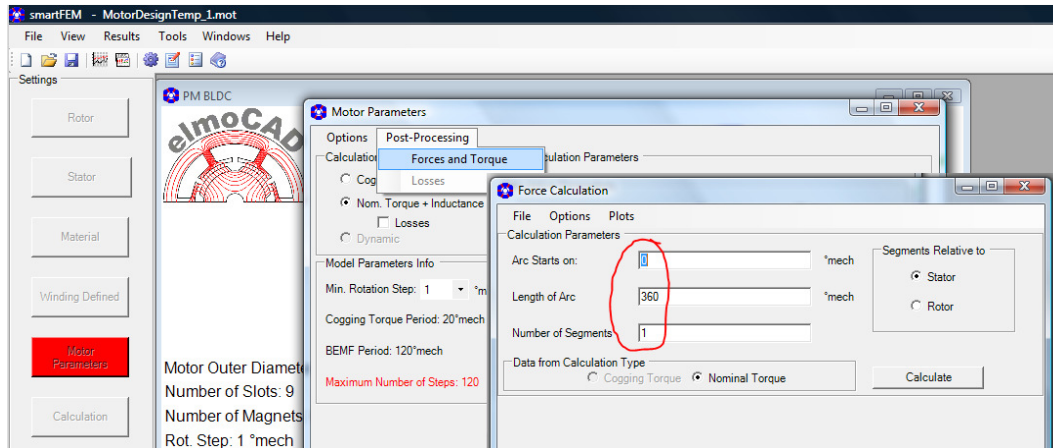 smartFEM - MotorDesignTemp_1.mot
File View Results Tools Windows Help
Settings
Rotor
Stator
Material
Winding Defined
Motor Parameters
Calculation
PM BLDC
elmoCAD
Motor Outer Diamet
Number of Slots: 9
Number of Magnets
Rot. Step: 1 °mech
Motor Parameters
Options Post-Processing
Forces and Torque
Losses
Calculation
culation Parameters
Cog
Nom. Torque + Inductance
Losses
Dynamic
Model Parameters Info
Min. Rotation Step: 1 °m
Cogging Torque Period: 20°mech
BEMF Period: 120°mech
Maximum Number of Steps: 120
Force Calculation
File Options Plots
Calculation Parameters
Arc Starts on: 0 °mech
Length of Arc 360 °mech
Number of Segments 1
Segments Relative to
Stator
Rotor
Data from Calculation Type
Cogging Torque Nominal Torque
Calculate